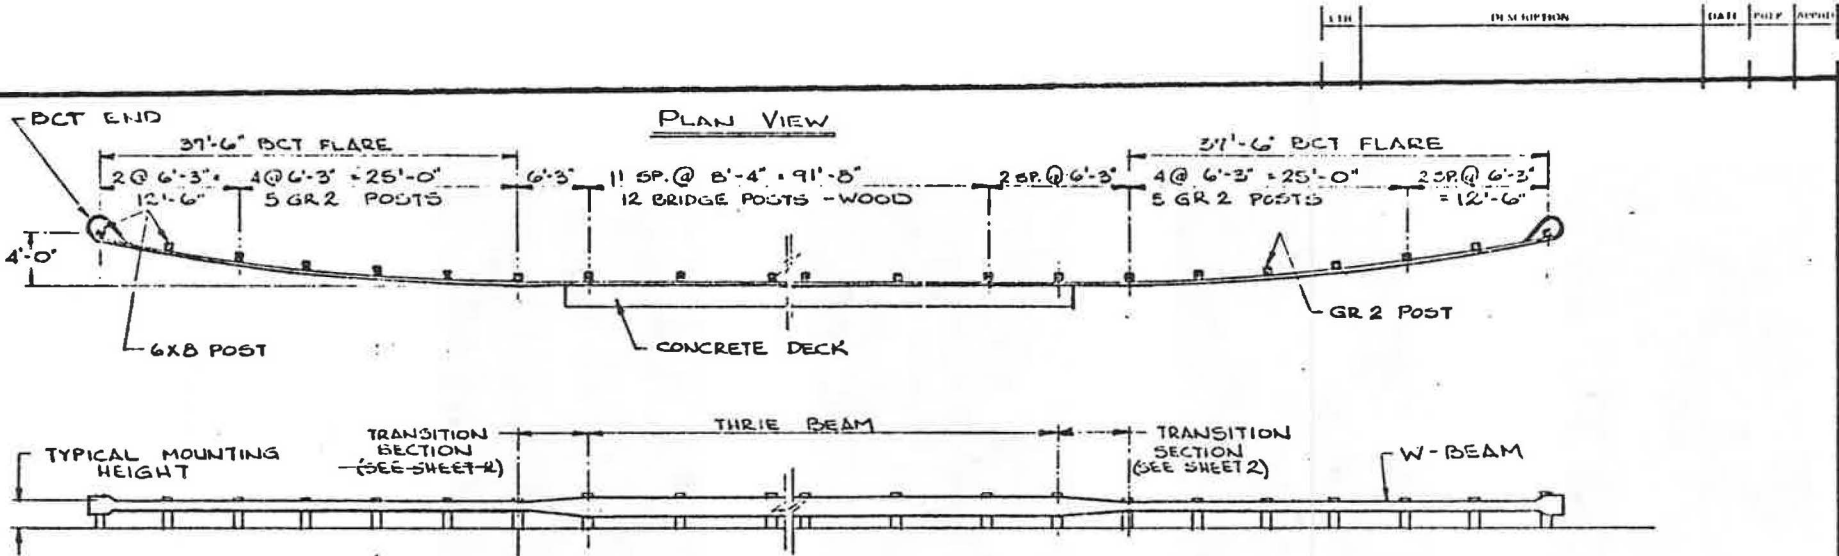 LTR DESCRIPTION DATE PREP APPRD
BCT END
PLAN VIEW
37'-6" BCT FLARE
37'-6" BCT FLARE
2 @ 6'-3" =
12'-6"
4 @ 6'-3" = 25'-0"
5 GR 2 POSTS
6'-3"
11 SP. @ 8'-4" = 91'-8"
12 BRIDGE POSTS - WOOD
2 SP. @ 6'-3"
4 @ 6'-3" = 25'-0"
5 GR 2 POSTS
2 SP. @ 6'-3"
= 12'-6"
4'-0"
GR 2 POST
6X8 POST
CONCRETE DECK
TYPICAL MOUNTING
HEIGHT
TRANSITION
SECTION
(SEE SHEET 2)
THRIE BEAM
TRANSITION
SECTION
(SEE SHEET 2)
W-BEAM